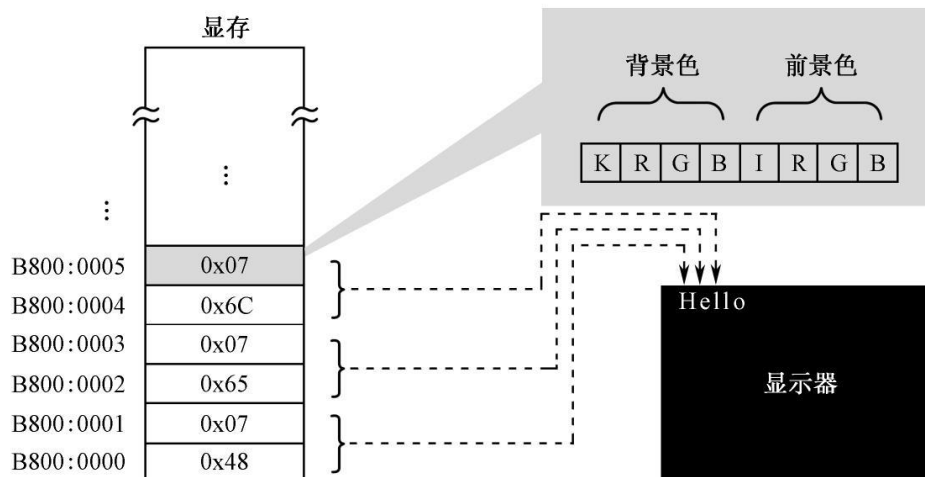 显存
背景色 前景色
K R G B I R G B
⋮
⋮
B800:0005 0x07
B800:0004 0x6C
B800:0003 0x07
B800:0002 0x65
B800:0001 0x07
B800:0000 0x48
Hello
显示器